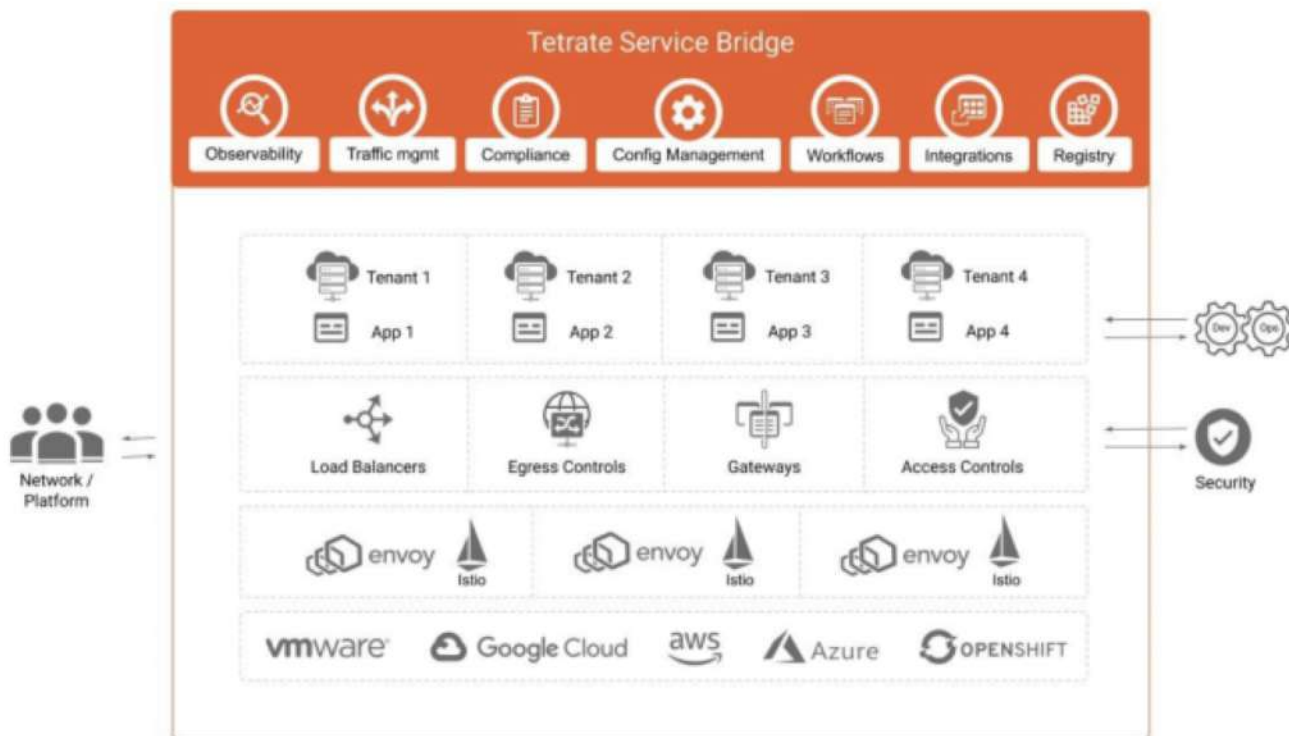 Tetrate Service Bridge
Observability
Traffic mgmt
Compliance
Config Management
Workflows
Integrations
Registry
Tenant 1
Tenant 2
Tenant 3
Tenant 4
App 1
App 2
App 3
App 4
Dev
Ops
Load Balancers
Egress Controls
Gateways
Access Controls
Network /
Platform
Security
envoy
Istio
envoy
Istio
envoy
Istio
vmware
Google Cloud
aws
Azure
OPENSHIFT